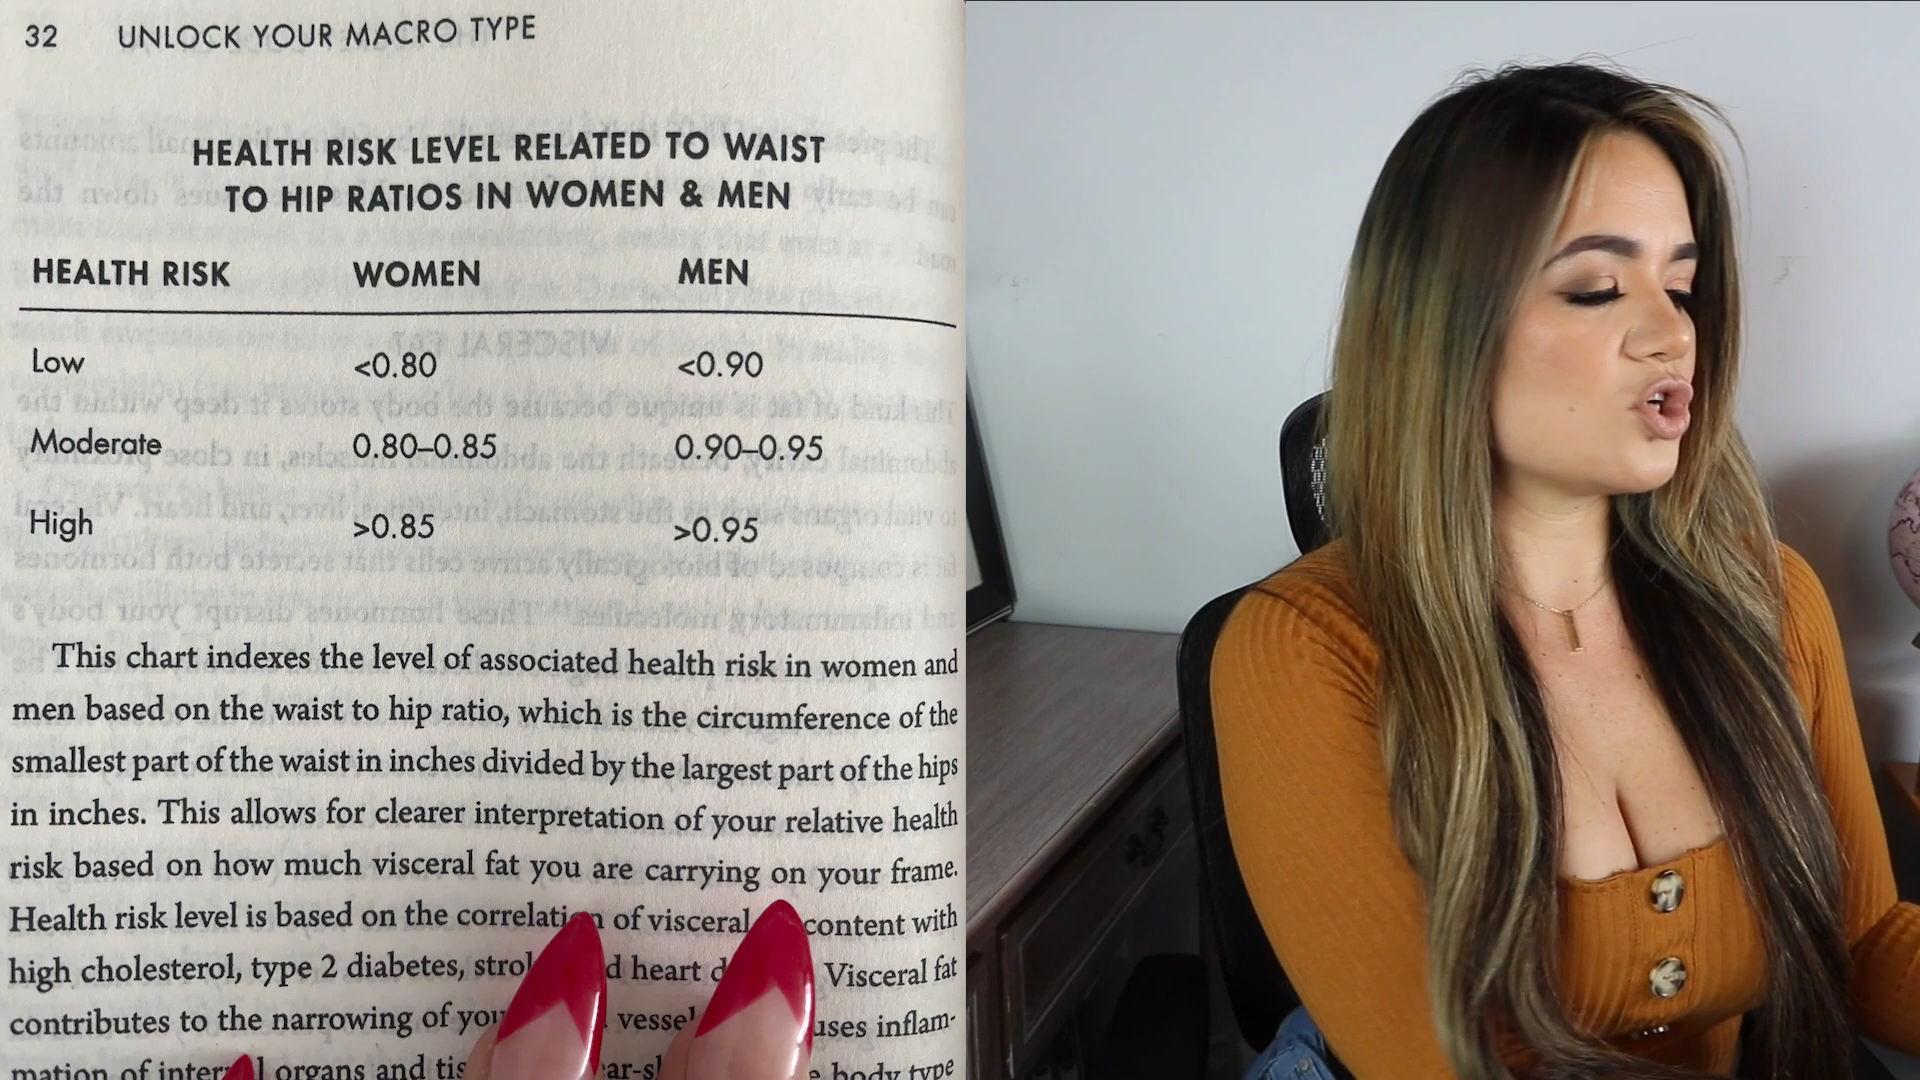 32 UNLOCK YOUR MACRO TYPE
HEALTH RISK LEVEL RELATED TO WAIST
TO HIP RATIOS IN WOMEN & MEN
HEALTH RISK WOMEN MEN
Low <0.80 <0.90
Moderate 0.80–0.85 0.90–0.95
High >0.85 >0.95
This chart indexes the level of associated health risk in women and
men based on the waist to hip ratio, which is the circumference of the
smallest part of the waist in inches divided by the largest part of the hips
in inches. This allows for clearer interpretation of your relative health
risk based on how much visceral fat you are carrying on your frame.
Health risk level is based on the correlation of visceral content with
high cholesterol, type 2 diabetes, heart Visceral fat
contributes to the narrowing of inflam-
mation of organs and body type